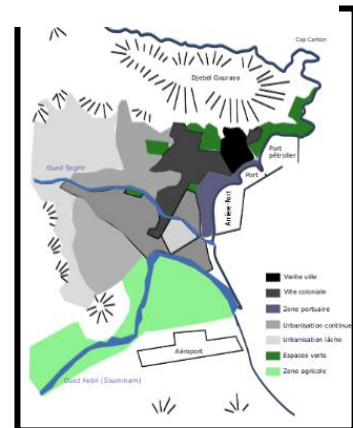 Cap Carbon
Djebel Gouraya
Port
pétrolier
Port
Oued Seghir
Arrière-Port
Vieille ville
Ville coloniale
Zone portuaire
Urbanisation continue
Urbanisation lâche
Espaces verts
Zone agricole
Aéroport
Oued Kebir (Soummam)